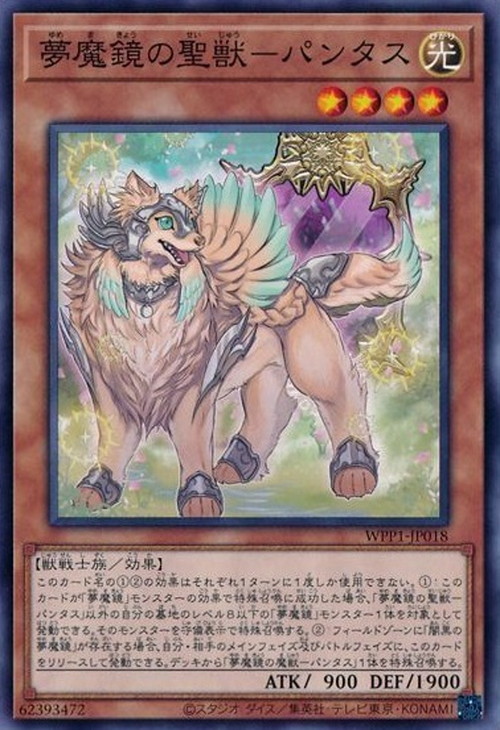 夢魔鏡の聖獣－パンタス
光
WPP1-JP018
【獣戦士族／効果】
このカード名の①②の効果はそれぞれ1ターンに1度しか使用できない。①：この
カードが「夢魔鏡」モンスターの効果で特殊召喚に成功した場合、「夢魔鏡の聖獣－
パンタス」以外の自分の墓地のレベル８以下の「夢魔鏡」モンスター1体を対象として
発動できる。そのモンスターを守備表示で特殊召喚する。②：フィールドゾーンに「闇黒の
夢魔鏡」が存在する場合、自分・相手のメインフェイズ及びバトルフェイズに、このカード
をリリースして発動できる。デッキから「夢魔鏡の魔獣－パンタス」1体を特殊召喚する。
ATK/ 900 DEF/1900
62393472
©スタジオ・ダイス／集英社・テレビ東京・KONAMI